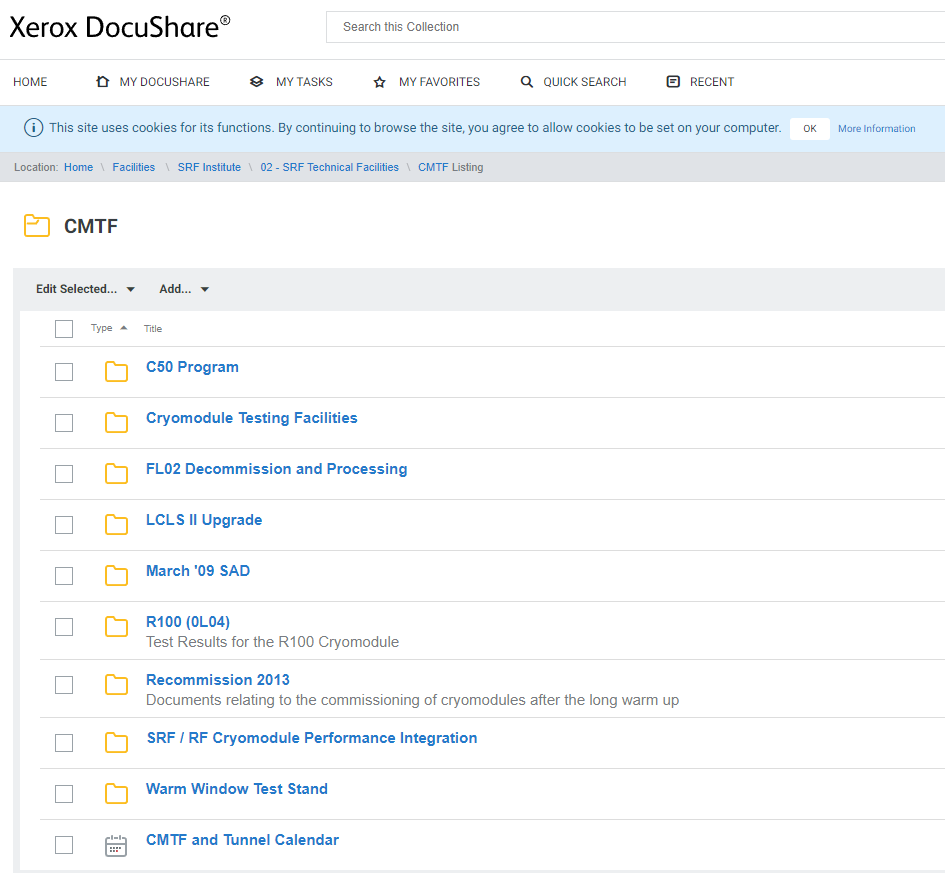 Xerox DocuShare®
Search this Collection
HOME MY DOCUSHARE MY TASKS MY FAVORITES QUICK SEARCH RECENT
This site uses cookies for its functions. By continuing to browse the site, you agree to allow cookies to be set on your computer. OK More Information
Location: Home \ Facilities \ SRF Institute \ 02 - SRF Technical Facilities \ CMTF Listing
CMTF
Edit Selected... Add...
Type Title
C50 Program
Cryomodule Testing Facilities
FL02 Decommission and Processing
LCLS II Upgrade
March '09 SAD
R100 (0L04)
Test Results for the R100 Cryomodule
Recommission 2013
Documents relating to the commissioning of cryomodules after the long warm up
SRF / RF Cryomodule Performance Integration
Warm Window Test Stand
CMTF and Tunnel Calendar